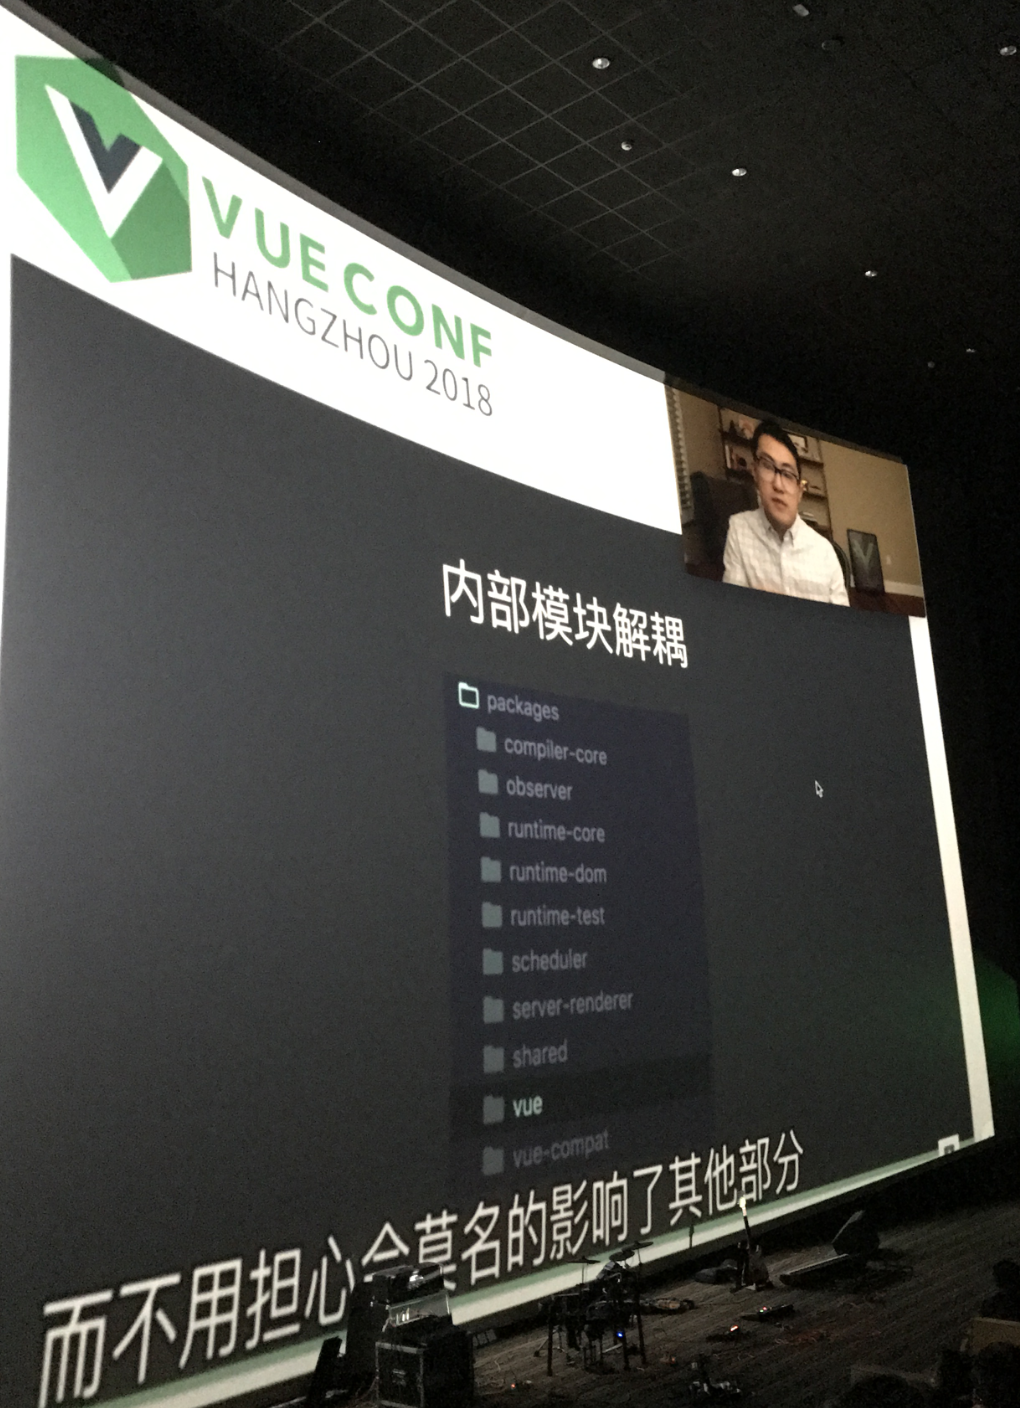 VUE CONF
HANGZHOU 2018
内部模块解耦
packages
compiler-core
observer
runtime-core
runtime-dom
runtime-test
scheduler
server-renderer
shared
vue
vue-compat
而不用担心会莫名的影响了其他部分